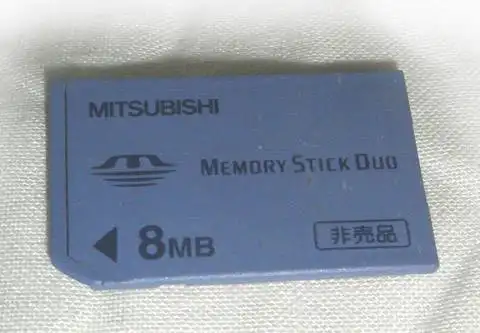 MITSUBISHI
MEMORY STICK DUO
8MB
非売品